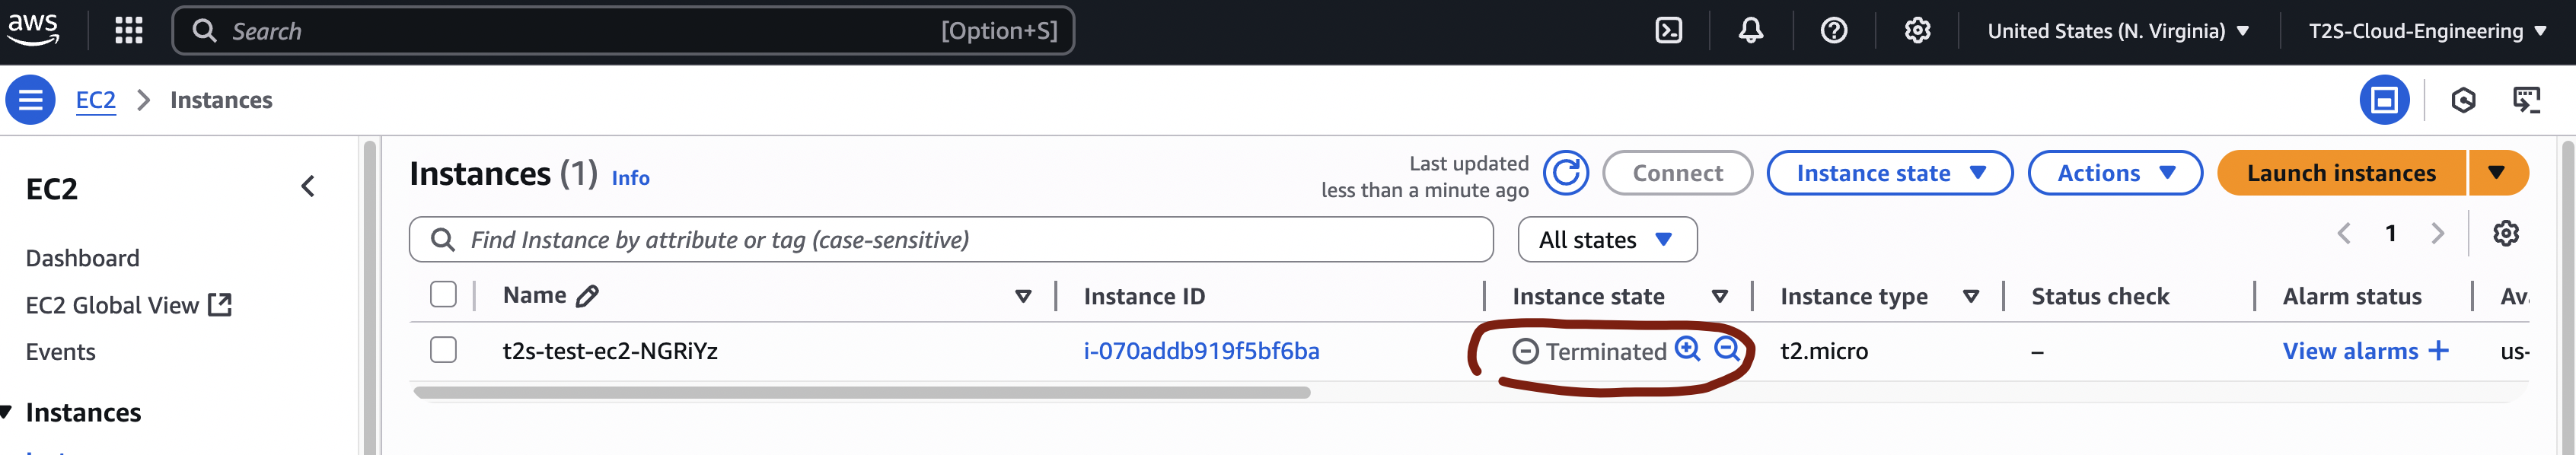 aws Search [Option+S] United States (N. Virginia) T2S-Cloud-Engineering
EC2 Instances
EC2
Dashboard
EC2 Global View
Events
Instances
Instances (1) Info
Last updated
less than a minute ago
Connect Instance state Actions Launch instances
Find Instance by attribute or tag (case-sensitive) All states 1
Name Instance ID Instance state Instance type Status check Alarm status
t2s-test-ec2-NGRiYz i-070addb919f5bf6ba Terminated t2.micro – View alarms + us-